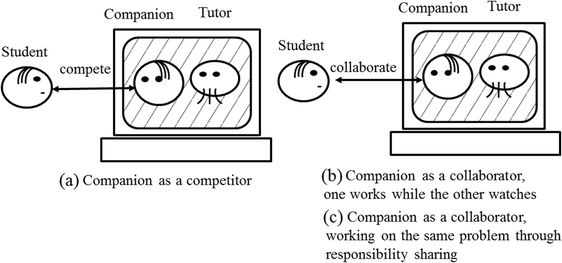 Companion Tutor
Student
compete
(a) Companion as a competitor
Companion Tutor
Student
collaborate
(b) Companion as a collaborator,
one works while the other watches
(c) Companion as a collaborator,
working on the same problem through
responsibility sharing